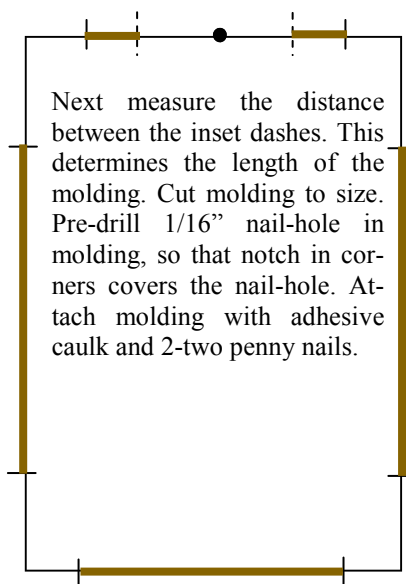 Next measure the distance
between the inset dashes. This
determines the length of the
molding. Cut molding to size.
Pre-drill 1/16” nail-hole in
molding, so that notch in cor-
ners covers the nail-hole. At-
tach molding with adhesive
caulk and 2-two penny nails.